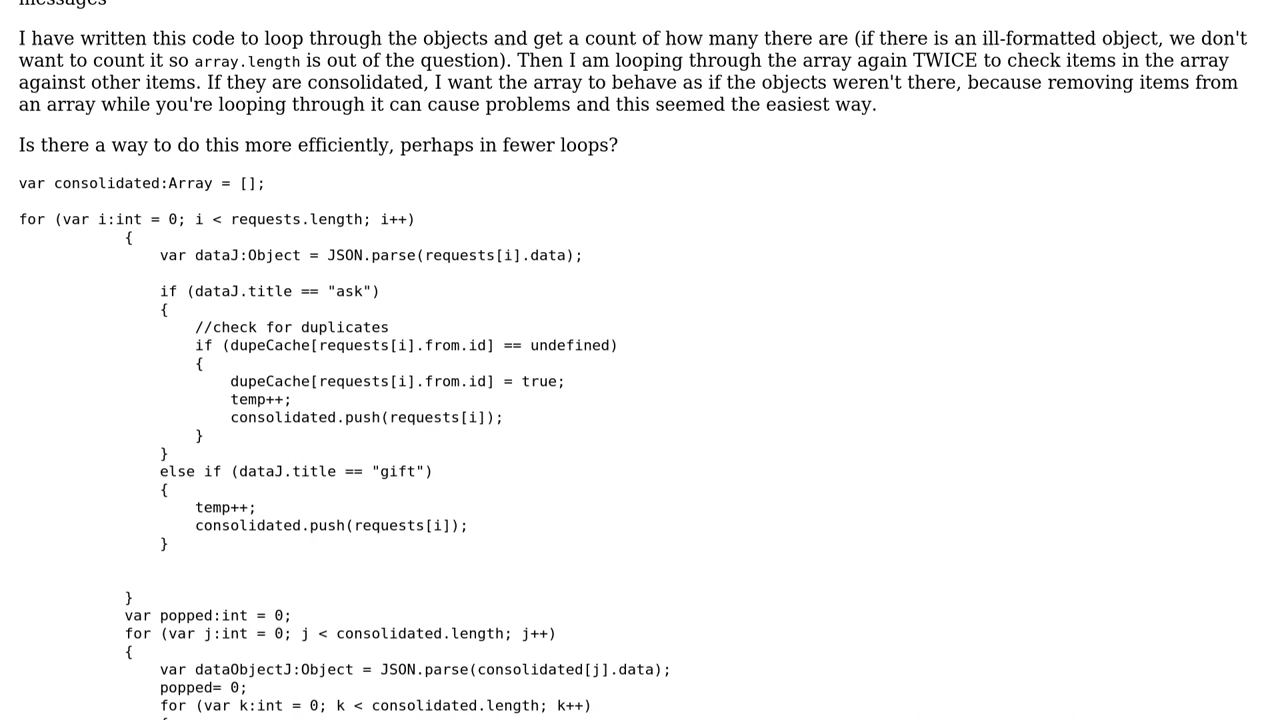 messages
I have written this code to loop through the objects and get a count of how many there are (if there is an ill-formatted object, we don't
want to count it so array.length is out of the question). Then I am looping through the array again TWICE to check items in the array
against other items. If they are consolidated, I want the array to behave as if the objects weren't there, because removing items from
an array while you're looping through it can cause problems and this seemed the easiest way.
Is there a way to do this more efficiently, perhaps in fewer loops?
var consolidated:Array = [];
for (var i:int = 0; i < requests.length; i++)
{
var dataJ:Object = JSON.parse(requests[i].data);
if (dataJ.title == "ask")
{
//check for duplicates
if (dupeCache[requests[i].from.id] == undefined)
{
dupeCache[requests[i].from.id] = true;
temp++;
consolidated.push(requests[i]);
}
}
else if (dataJ.title == "gift")
{
temp++;
consolidated.push(requests[i]);
}
}
var popped:int = 0;
for (var j:int = 0; j < consolidated.length; j++)
{
var dataObjectJ:Object = JSON.parse(consolidated[j].data);
popped= 0;
for (var k:int = 0; k < consolidated.length; k++)
{